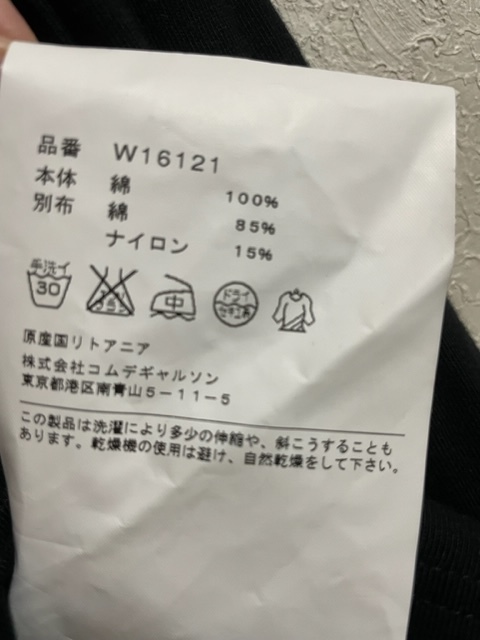 品番 W16121
本体 綿 100%
別布 綿 85%
ナイロン 15%
手洗イ
30
中
ドライ
セキユ系
原産国リトアニア
株式会社コムデギャルソン
東京都港区南青山5-11-5
この製品は洗濯により多少の伸縮や、斜こうすることも
あります。乾燥機の使用は避け、自然乾燥をして下さい。